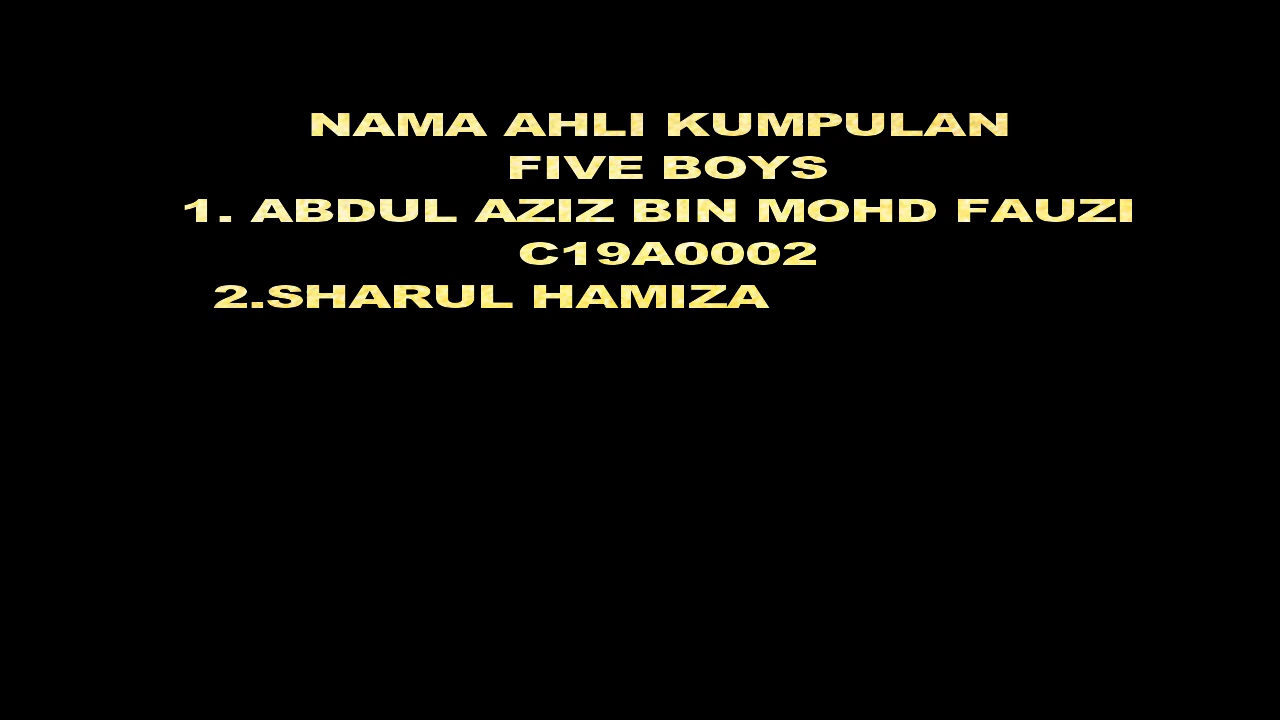 NAMA AHLI KUMPULAN
FIVE BOYS
1. ABDUL AZIZ BIN MOHD FAUZI
C19A0002
2.SHARUL HAMIZA